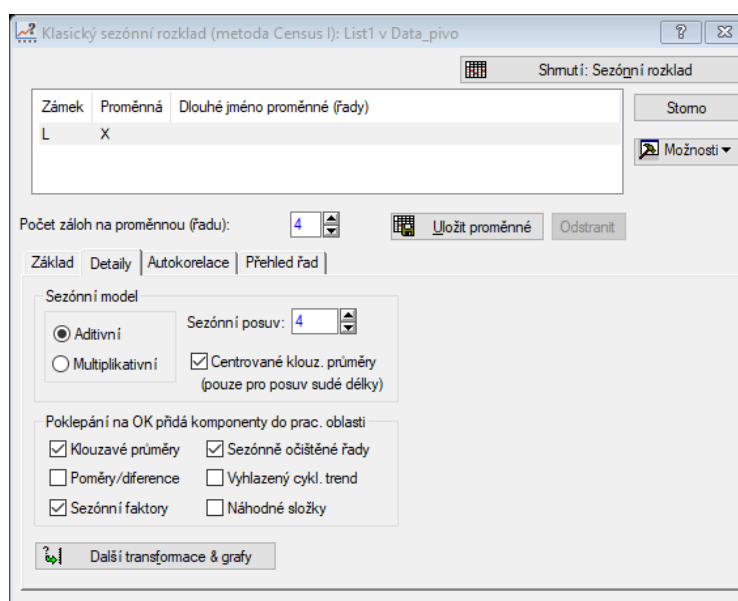 Klasický sezónní rozklad (metoda Census I): List1 v Data_pivo
Shrnutí: Sezónní rozklad
Zámek Proměnná Dlouhé jméno proměnné (řady)
L X
Storno
Možnosti
Počet záloh na proměnnou (řadu): 4
Uložit proměnné Odstranit
Základ Detaily Autokorelace Přehled řad
Sezónní model
Aditivní
Multiplikativní
Sezónní posuv: 4
Centrované klouz. průměry
(pouze pro posuv sudé délky)
Poklepání na OK přidá komponenty do prac. oblasti
Klouzavé průměry Sezónně očištěné řady
Poměry/diference Vyhlazený cykl. trend
Sezónní faktory Náhodné složky
Další transformace & grafy